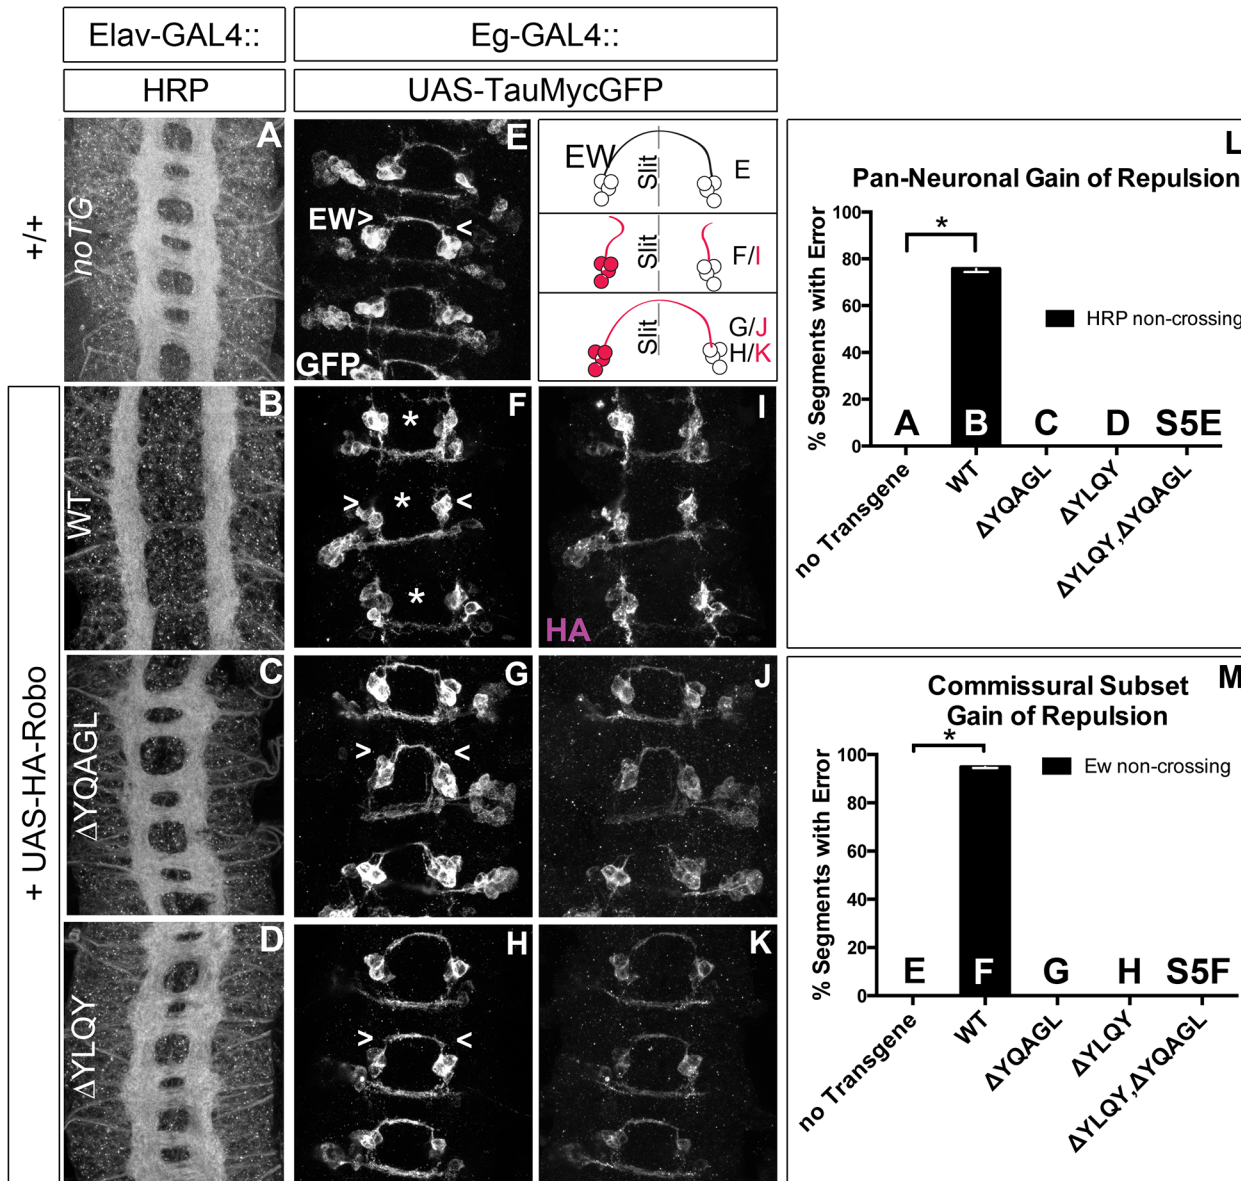 Elav-GAL4::
Eg-GAL4::
HRP
UAS-TauMycGFP
+/+
noTG
A
E
EW>
<
GFP
EW
Slit
E
Slit
F/I
Slit
G/J
H/K
L
Pan-Neuronal Gain of Repulsion
% Segments with Error
100
80
60
40
20
0
*
HRP non-crossing
A
B
C
D
S5E
no Transgene
WT
ΔYQAGL
ΔYLQY
ΔYLQY,ΔYQAGL
+ UAS-HA-Robo
WT
B
F
*
>
*
<
*
I
HA
ΔYQAGL
C
G
>
<
J
ΔYLQY
D
H
>
<
K
M
Commissural Subset
Gain of Repulsion
% Segments with Error
100
80
60
40
20
0
*
Ew non-crossing
E
F
G
H
S5F
no Transgene
WT
ΔYQAGL
ΔYLQY
ΔYLQY,ΔYQAGL